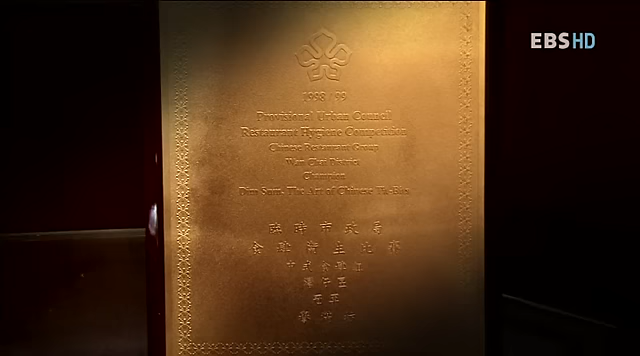 EBS HD
1998 / 99
Provisional Urban Council
Restaurant Hygiene Competition
Chinese Restaurant Group
Wan Chai District
Champion
Dim Sum-The Art of Chinese
臨時市政局
食肆衛生比賽
中式食肆組
灣仔區
冠軍